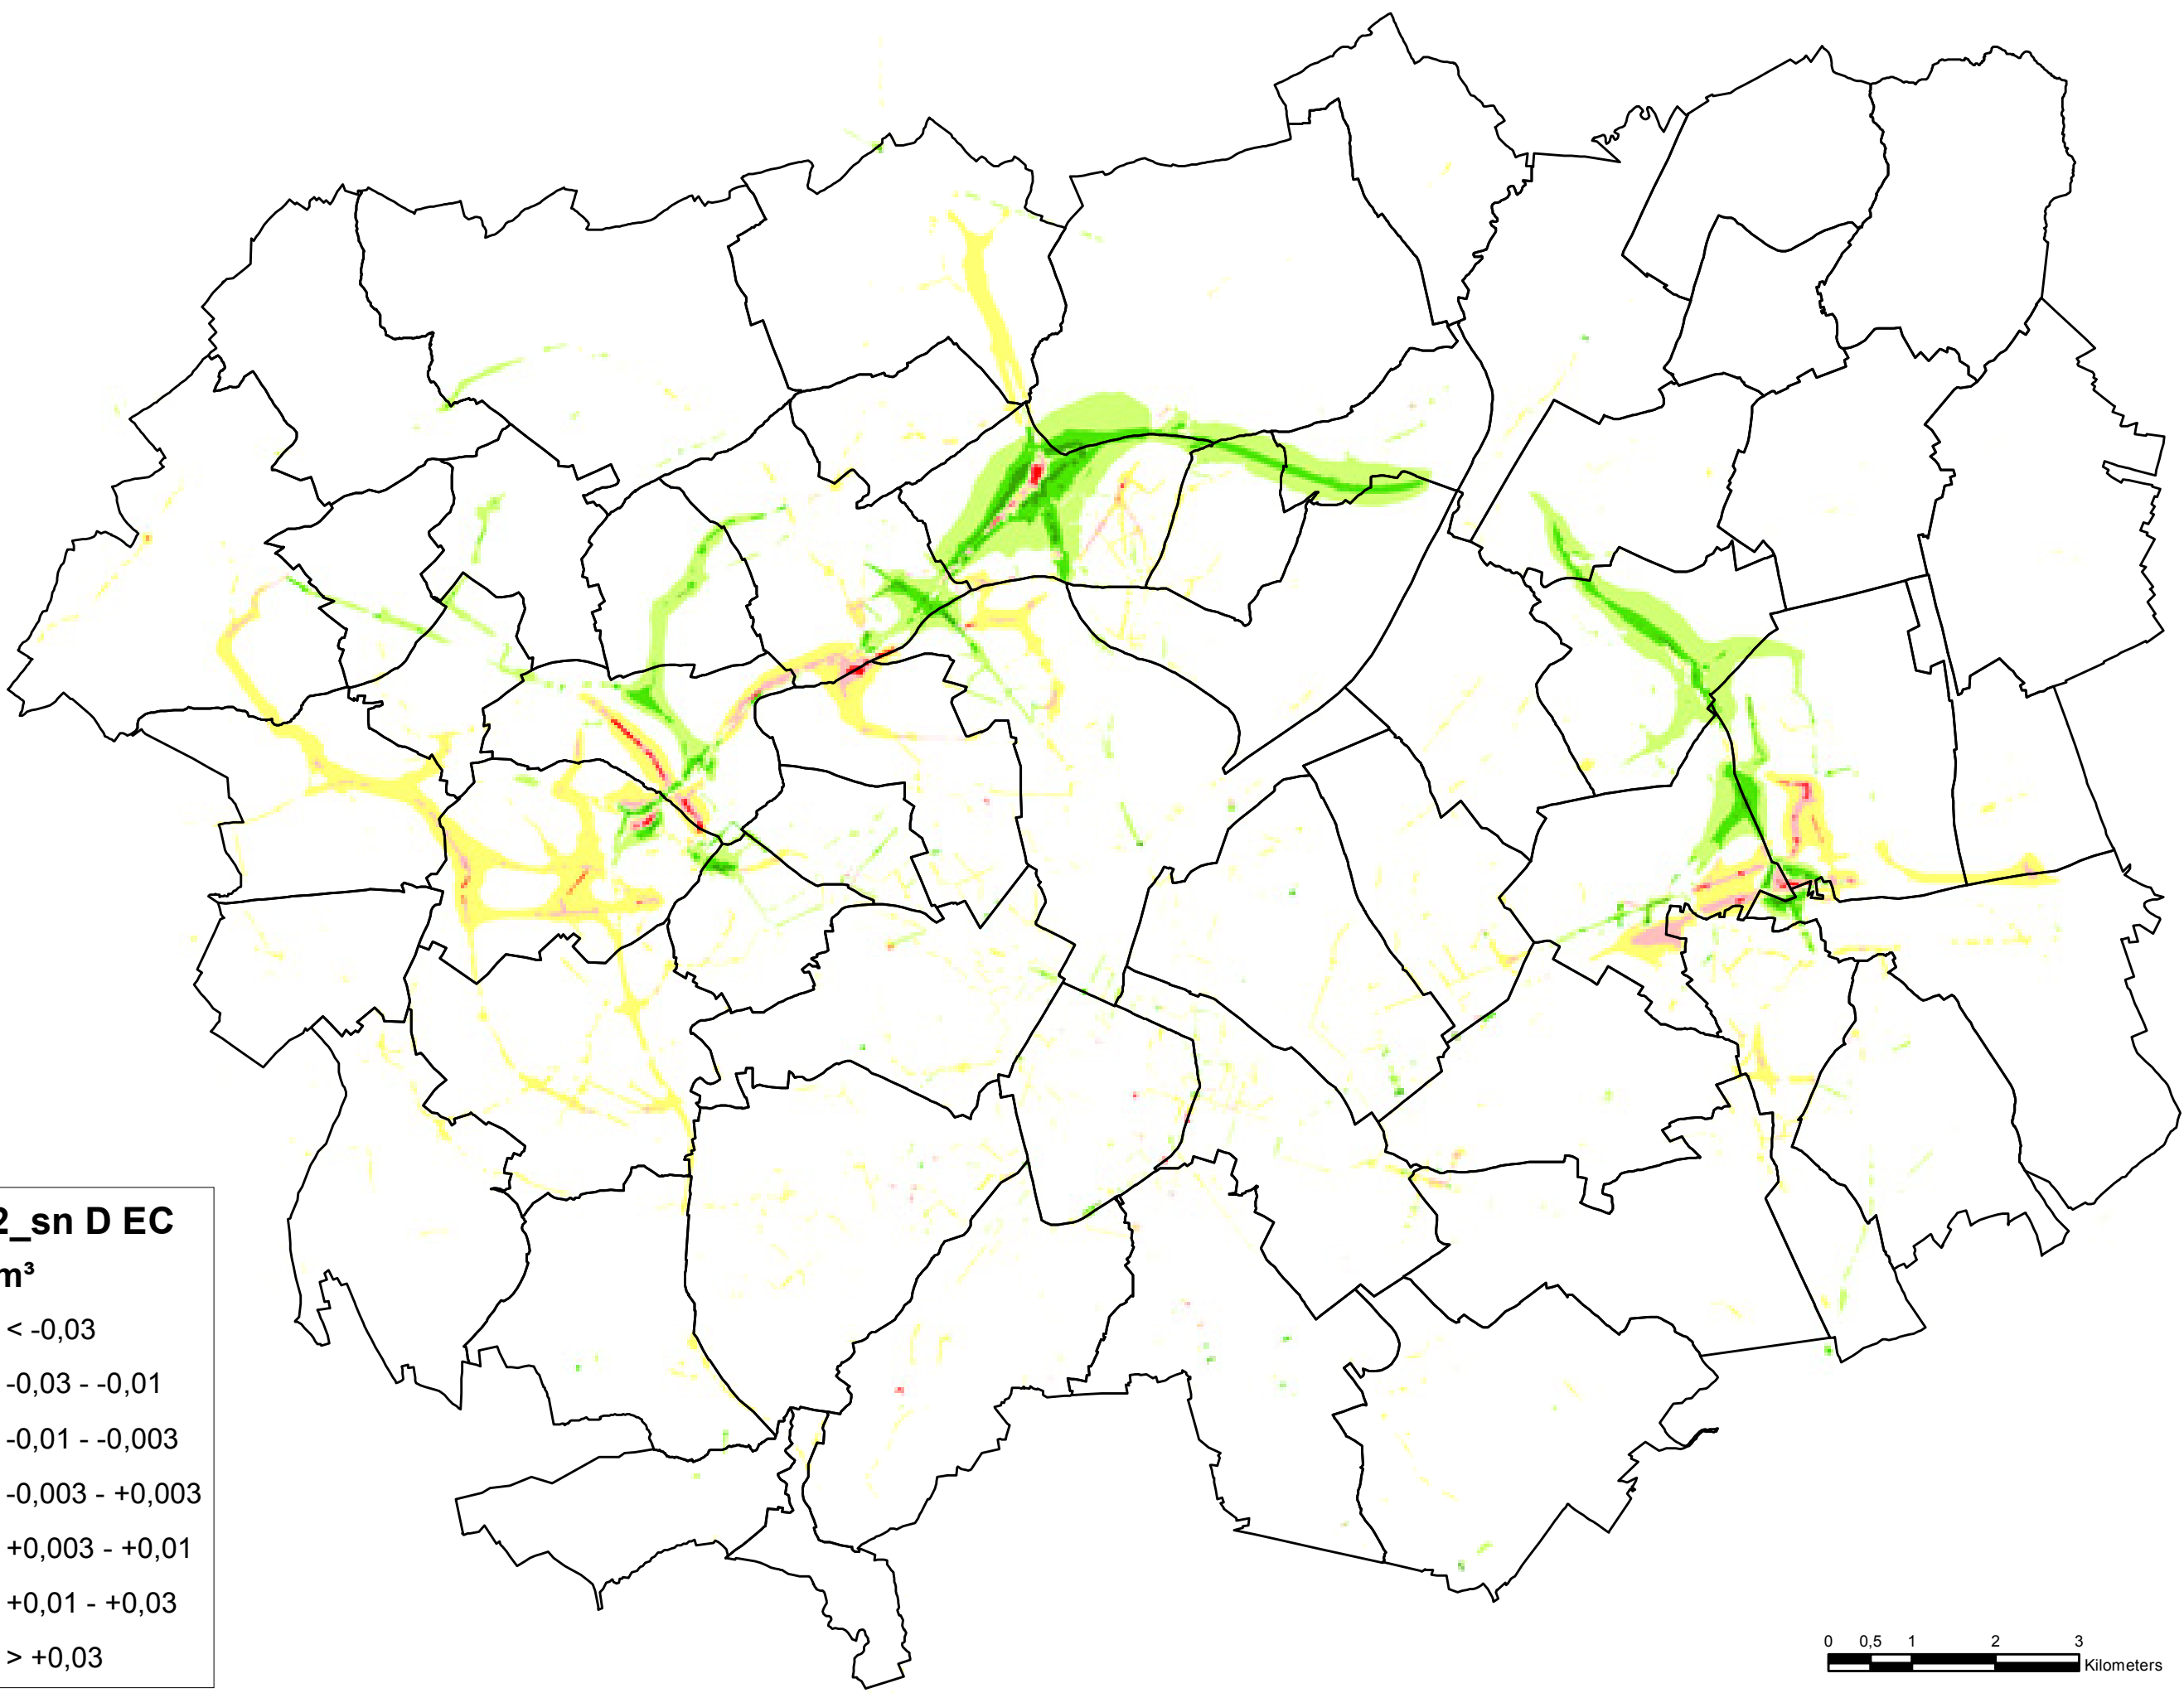 2_sn D EC
m³
< -0,03
-0,03 - -0,01
-0,01 - -0,003
-0,003 - +0,003
+0,003 - +0,01
+0,01 - +0,03
> +0,03
0 0,5 1 2 3
Kilometers